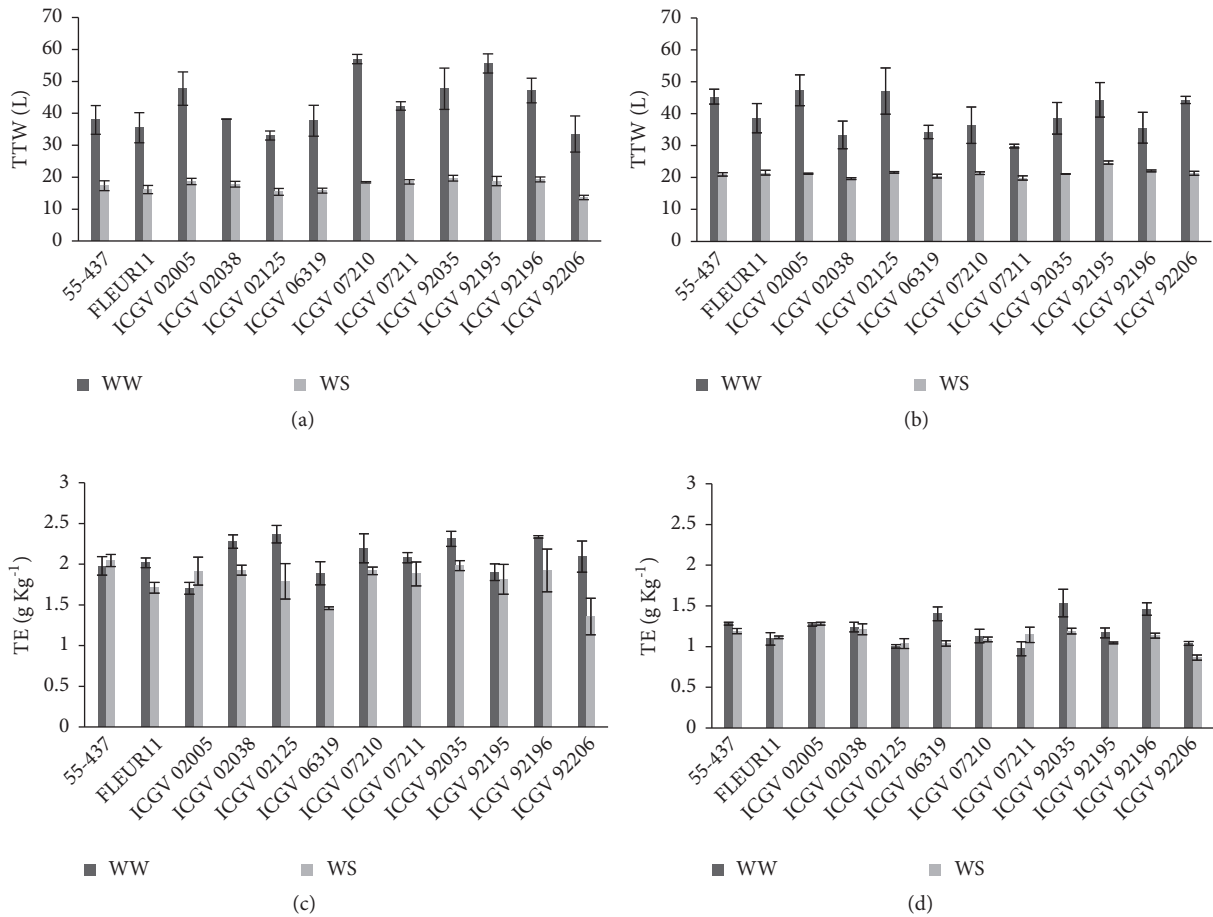 TTW (L)
70
60
50
40
30
20
10
0
55-437
FLEUR11
ICGV 02005
ICGV 02038
ICGV 02125
ICGV 06319
ICGV 07210
ICGV 07211
ICGV 92035
ICGV 92195
ICGV 92196
ICGV 92206
WW WS
(a)
TTW (L)
70
60
50
40
30
20
10
0
55-437
FLEUR11
ICGV 02005
ICGV 02038
ICGV 02125
ICGV 06319
ICGV 07210
ICGV 07211
ICGV 92035
ICGV 92195
ICGV 92196
ICGV 92206
WW WS
(b)
TE (g Kg⁻¹)
3
2.5
2
1.5
1
0.5
0
55-437
FLEUR11
ICGV 02005
ICGV 02038
ICGV 02125
ICGV 06319
ICGV 07210
ICGV 07211
ICGV 92035
ICGV 92195
ICGV 92196
ICGV 92206
WW WS
(c)
TE (g Kg⁻¹)
3
2.5
2
1.5
1
0.5
0
55-437
FLEUR11
ICGV 02005
ICGV 02038
ICGV 02125
ICGV 06319
ICGV 07210
ICGV 07211
ICGV 92035
ICGV 92195
ICGV 92196
ICGV 92206
WW WS
(d)